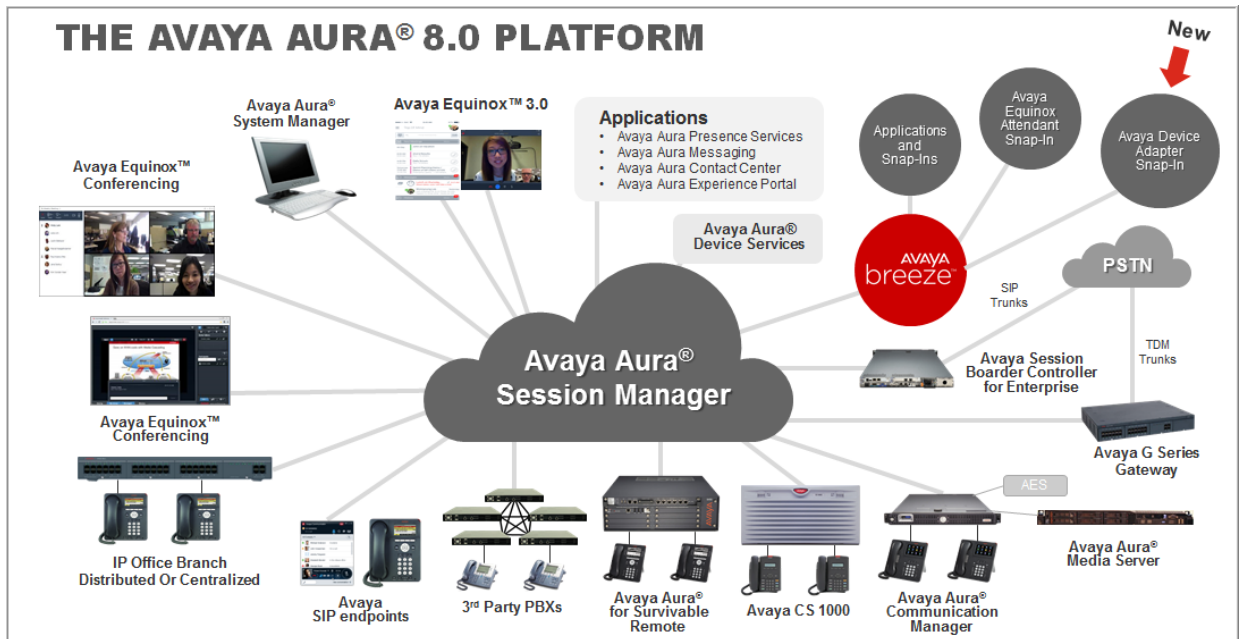 THE AVAYA AURA® 8.0 PLATFORM
New
Avaya Aura®
System Manager
Avaya Equinox™ 3.0
Avaya Equinox™
Conferencing
Applications
• Avaya Aura Presence Services
• Avaya Aura Messaging
• Avaya Aura Contact Center
• Avaya Aura Experience Portal
Avaya Aura®
Device Services
Applications
and
Snap-Ins
Avaya
Equinox
Attendant
Snap-In
Avaya Device
Adapter
Snap-In
AVAYA
breeze™
PSTN
SIP
Trunks
TDM
Trunks
Avaya Aura®
Session Manager
Avaya Session
Boarder Controller
for Enterprise
Avaya Equinox™
Conferencing
Avaya G Series
Gateway
AES
IP Office Branch
Distributed Or Centralized
Avaya
SIP endpoints
3rd Party PBXs
AVAYA
Avaya Aura®
for Survivable
Remote
Avaya CS 1000
Avaya Aura®
Communication
Manager
Avaya Aura®
Media Server